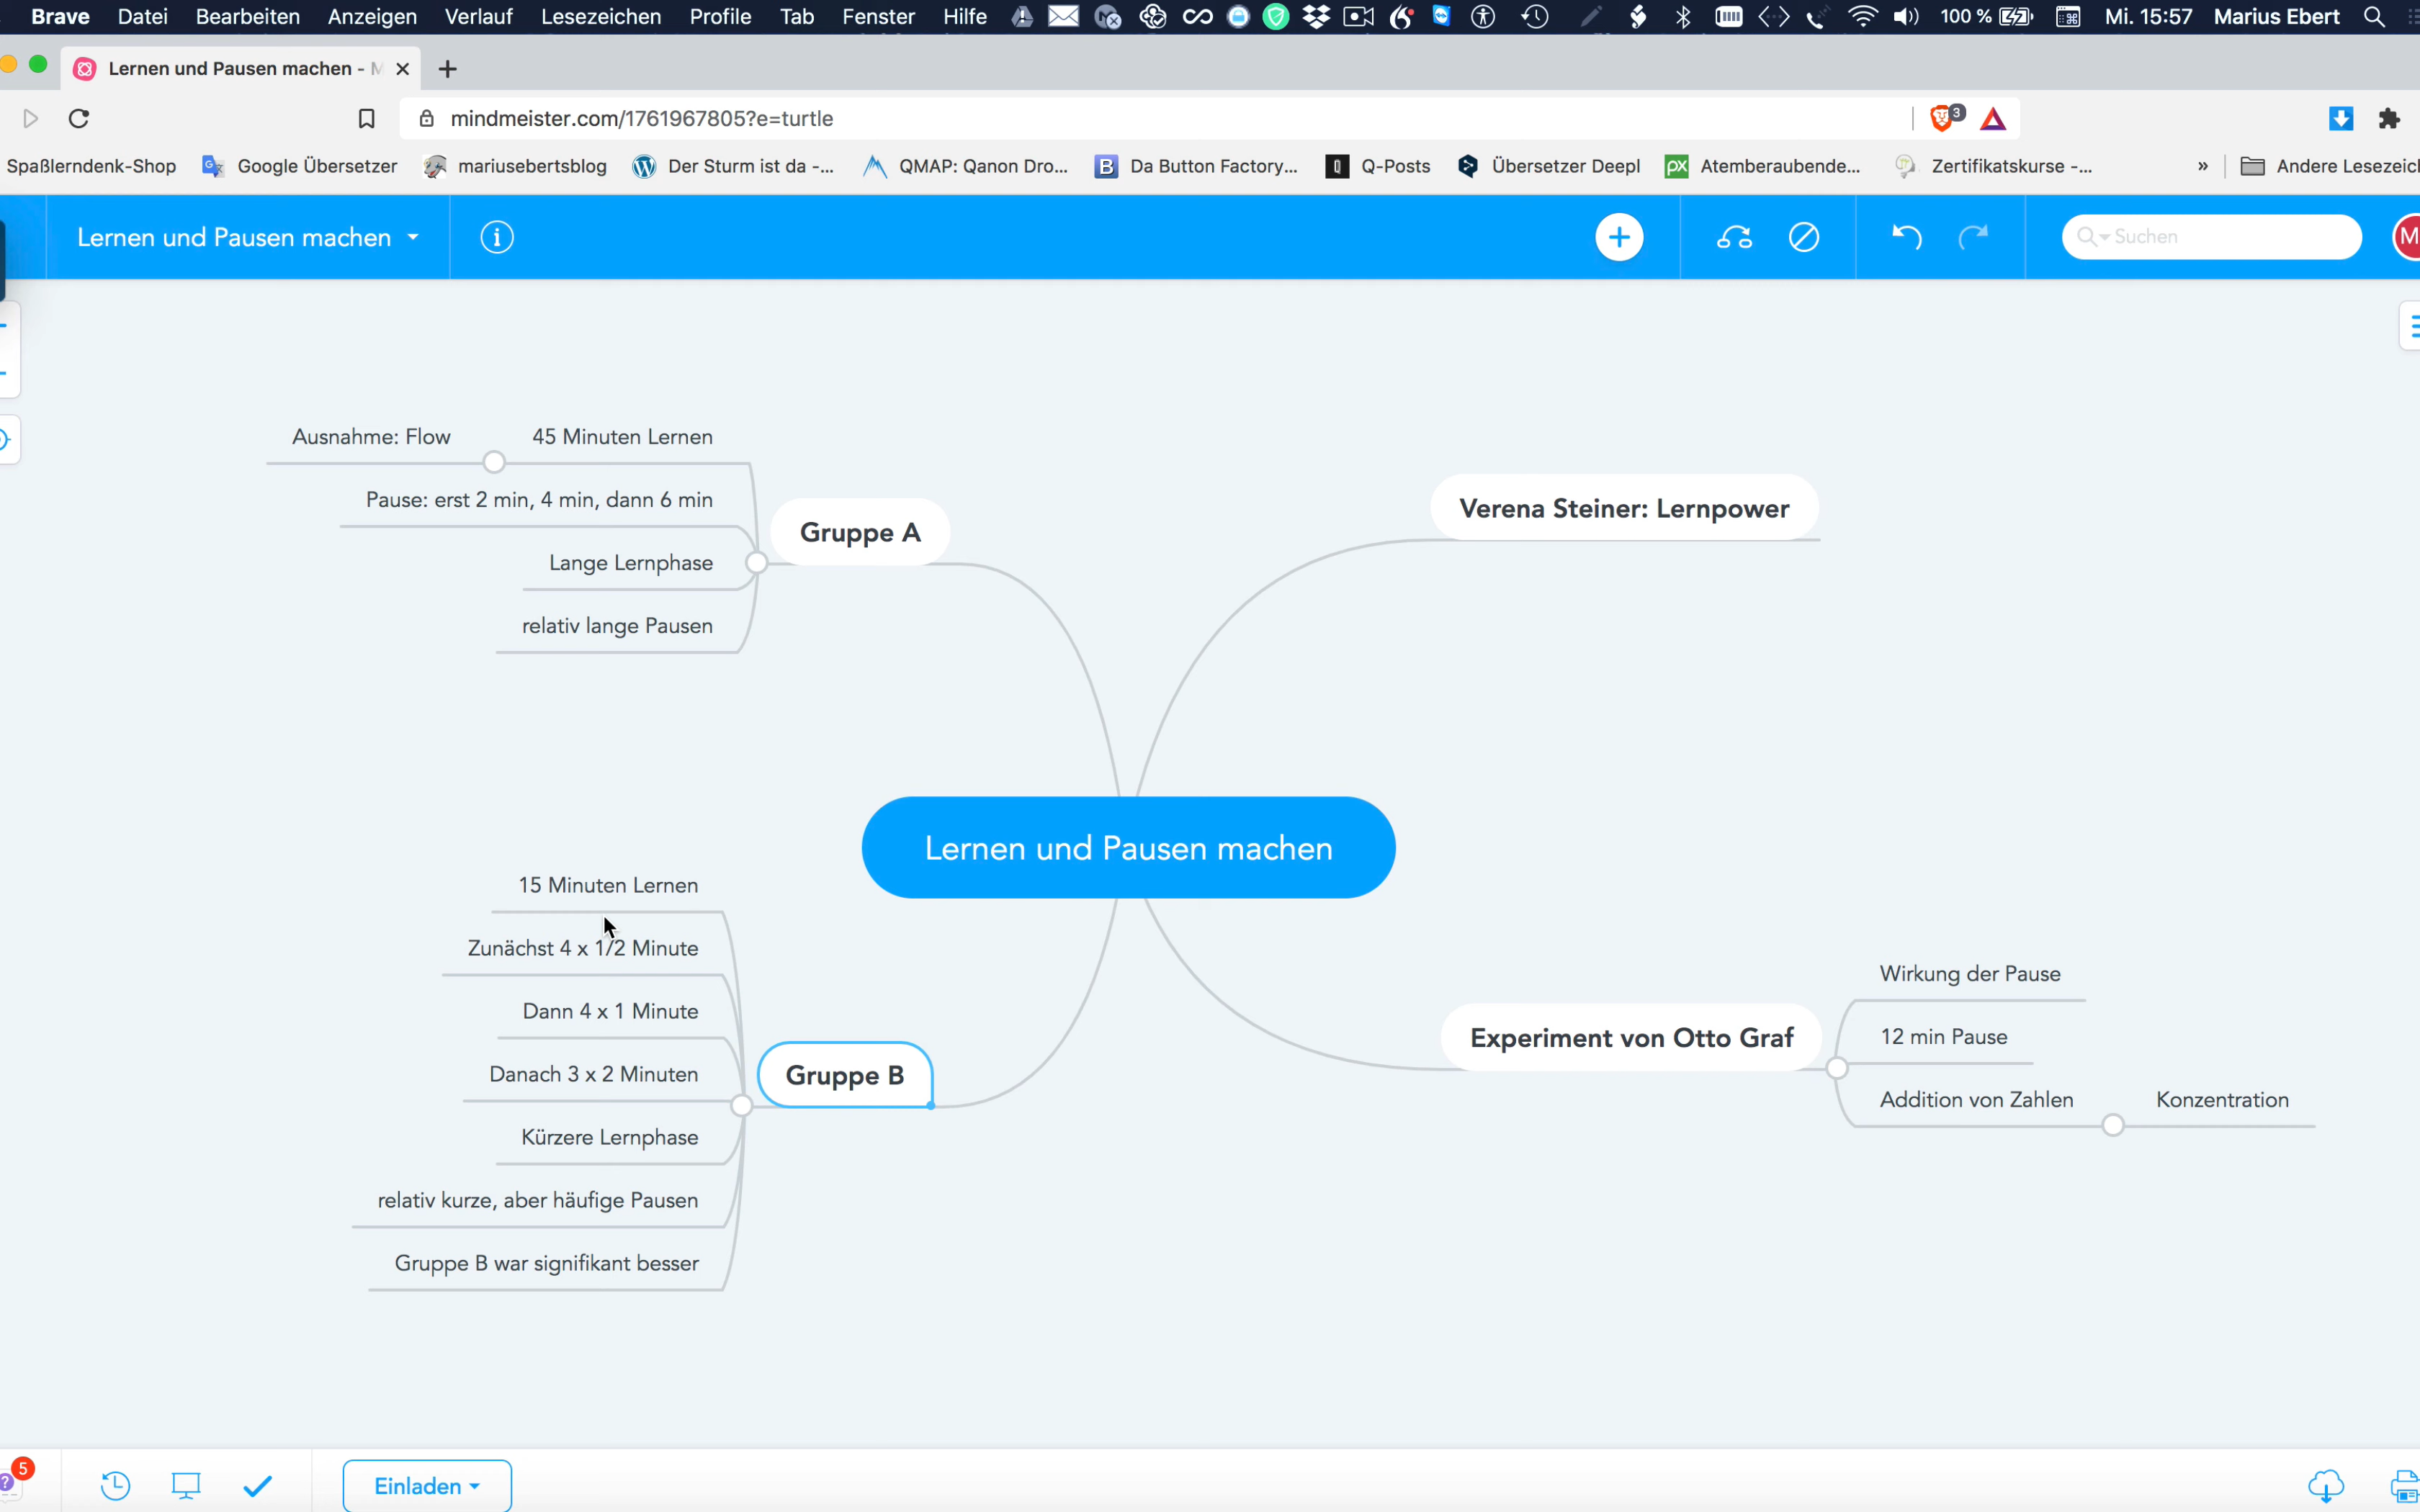 Brave Datei Bearbeiten Anzeigen Verlauf Lesezeichen Profile Tab Fenster Hilfe 100 % Mi. 15:57 Marius Ebert
Lernen und Pausen machen -
mindmeister.com/1761967805?e=turtle 3
Spaßlerndenk-Shop Google Übersetzer mariusebertsblog Der Sturm ist da -... QMAP: Qanon Dro... Da Button Factory... Q-Posts Übersetzer Deepl Atemberaubende... Zertifikatskurse -... » Andere Lesezeic
Lernen und Pausen machen Suchen M
Ausnahme: Flow 45 Minuten Lernen
Pause: erst 2 min, 4 min, dann 6 min
Lange Lernphase
relativ lange Pausen
Gruppe A
Verena Steiner: Lernpower
Lernen und Pausen machen
15 Minuten Lernen
Zunächst 4 x 1/2 Minute
Dann 4 x 1 Minute
Danach 3 x 2 Minuten
Kürzere Lernphase
relativ kurze, aber häufige Pausen
Gruppe B war signifikant besser
Gruppe B
Experiment von Otto Graf
Wirkung der Pause
12 min Pause
Addition von Zahlen Konzentration
5
Einladen